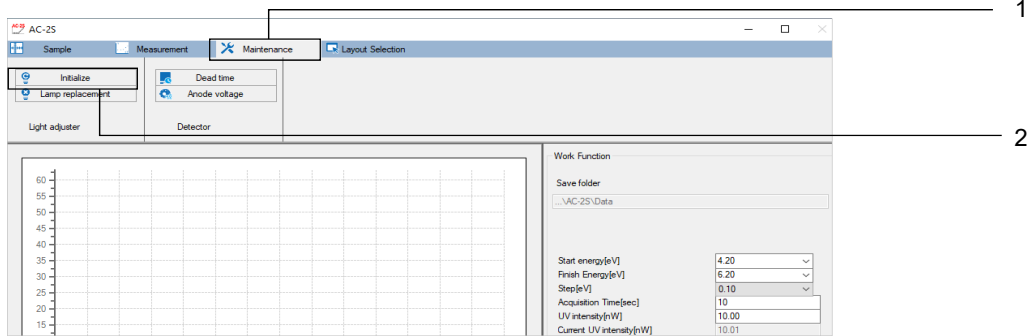 1
AC-2S AC-2S
Sample Measurement Maintenance Layout Selection
Initialize Dead time
Lamp replacement Anode voltage
2
Light adjuster Detector
Work Function
60
Save folder
55
...\AC-2S\Data
50
45
40
35
Start energy[eV] 4.20
30
Finish Energy[eV] 6.20
25
Step[eV] 0.10
20
Acquisition Time[sec] 10
UV intensity[nW] 10.00
15
Current UV intensity[nW] 10.01